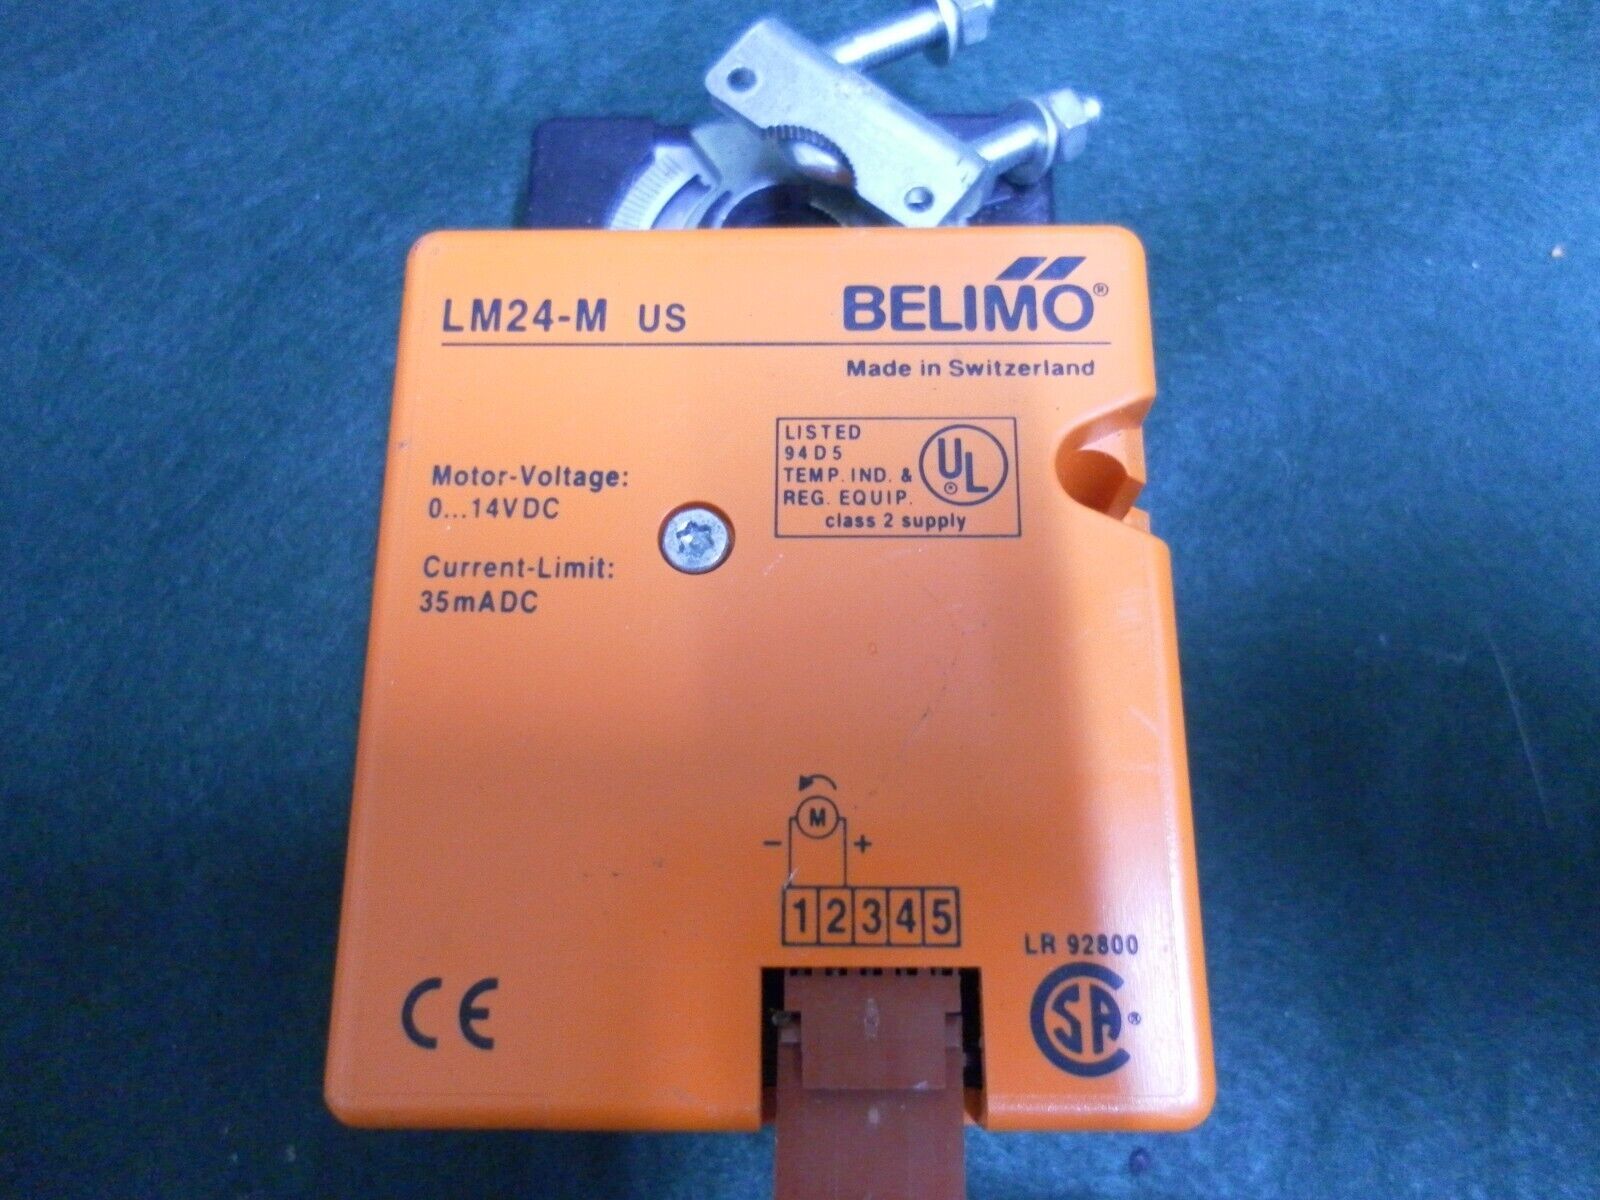 LM24-M US
BELIMO®
Made in Switzerland
LISTED
94D5
TEMP. IND. &
REG. EQUIP.
class 2 supply
UL
®
Motor-Voltage:
0...14VDC
Current-Limit:
35mADC
M
- +
1 2 3 4 5
LR 92800
CE
CSA®